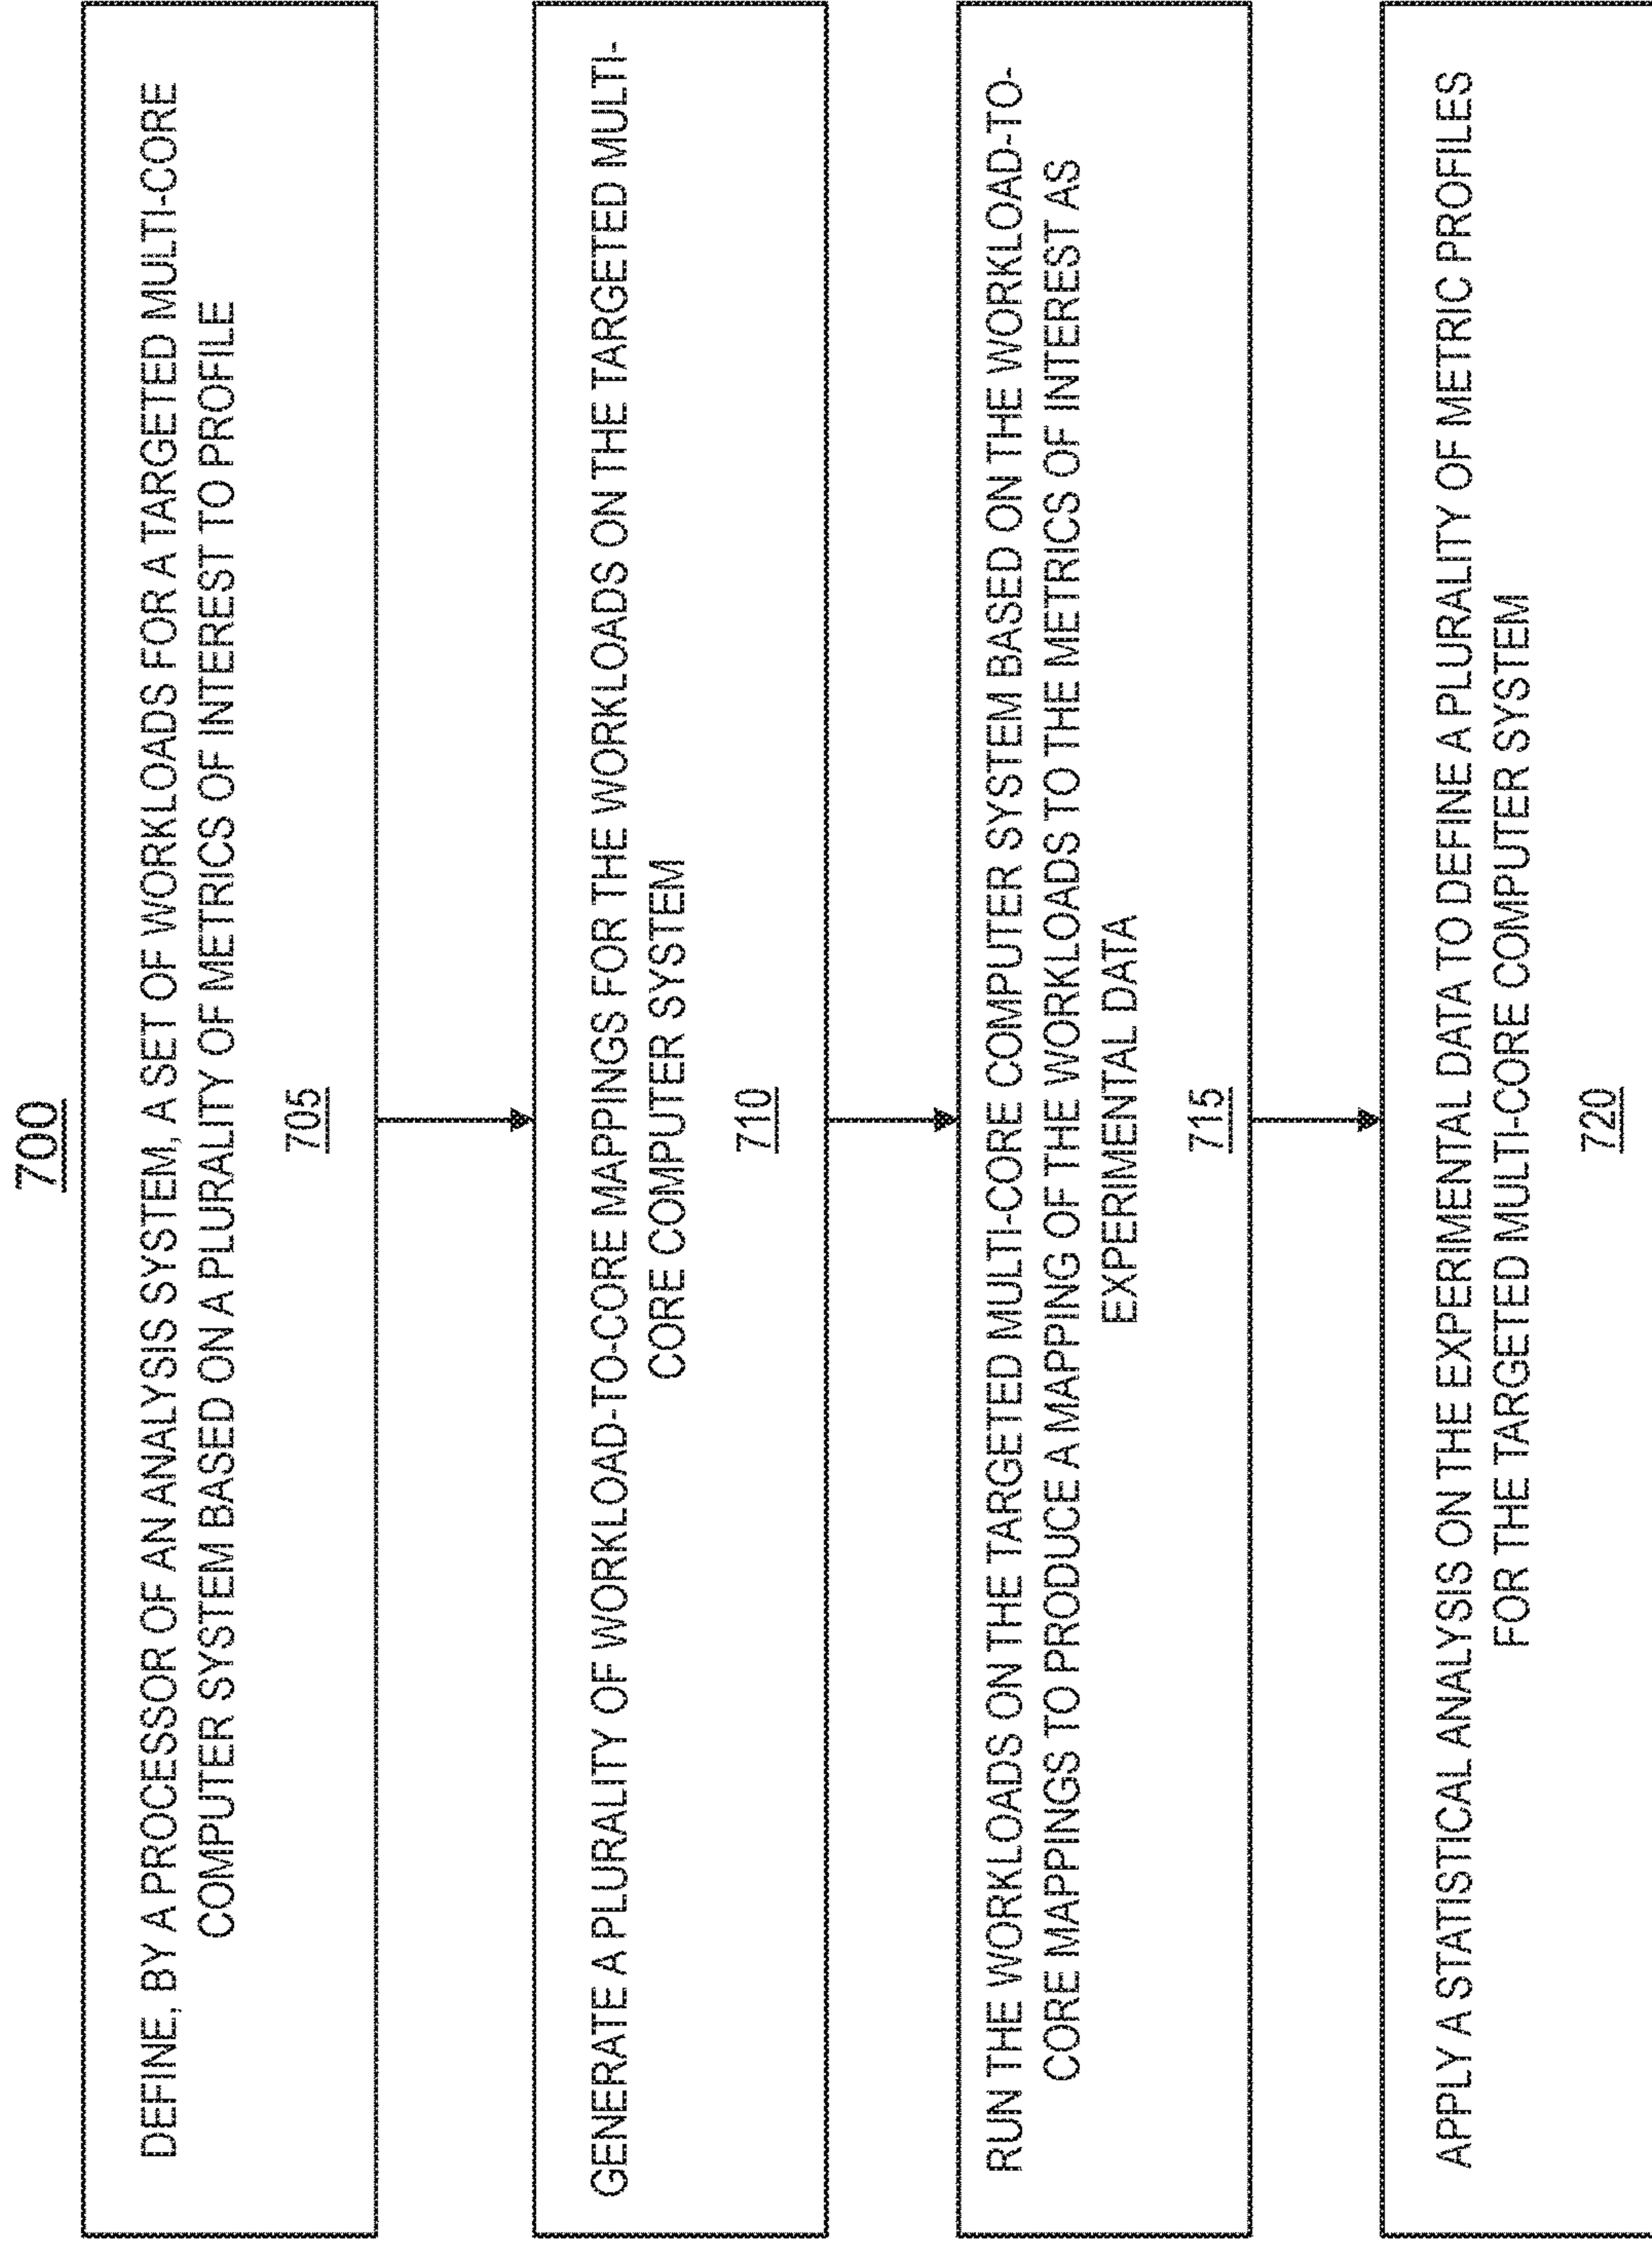 700
DEFINE, BY A PROCESSOR OF AN ANALYSIS SYSTEM, A SET OF WORKLOADS FOR A TARGETED MULTI-CORE
COMPUTER SYSTEM BASED ON A PLURALITY OF METRICS OF INTEREST TO PROFILE
705
GENERATE A PLURALITY OF WORKLOAD-TO-CORE MAPPINGS FOR THE WORKLOADS ON THE TARGETED MULTI-
CORE COMPUTER SYSTEM
710
RUN THE WORKLOADS ON THE TARGETED MULTI-CORE COMPUTER SYSTEM BASED ON THE WORKLOAD-TO-
CORE MAPPINGS TO PRODUCE A MAPPING OF THE WORKLOADS TO THE METRICS OF INTEREST AS
EXPERIMENTAL DATA
715
APPLY A STATISTICAL ANALYSIS ON THE EXPERIMENTAL DATA TO DEFINE A PLURALITY OF METRIC PROFILES
FOR THE TARGETED MULTI-CORE COMPUTER SYSTEM
720